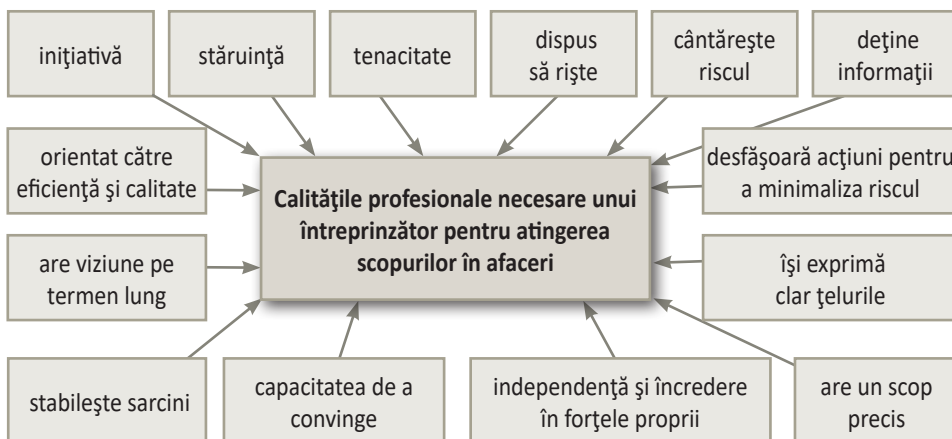 iniţiativă
stăruinţă
tenacitate
dispus
să rişte
cântăreşte
riscul
deţine
informaţii
orientat către
eficienţă şi calitate
Calităţile profesionale necesare unui
întreprinzător pentru atingerea
scopurilor în afaceri
desfăşoară acţiuni pentru
a minimaliza riscul
are viziune pe
termen lung
îşi exprimă
clar ţelurile
stabileşte sarcini
capacitatea de a
convinge
independenţă şi încredere
în forţele proprii
are un scop
precis